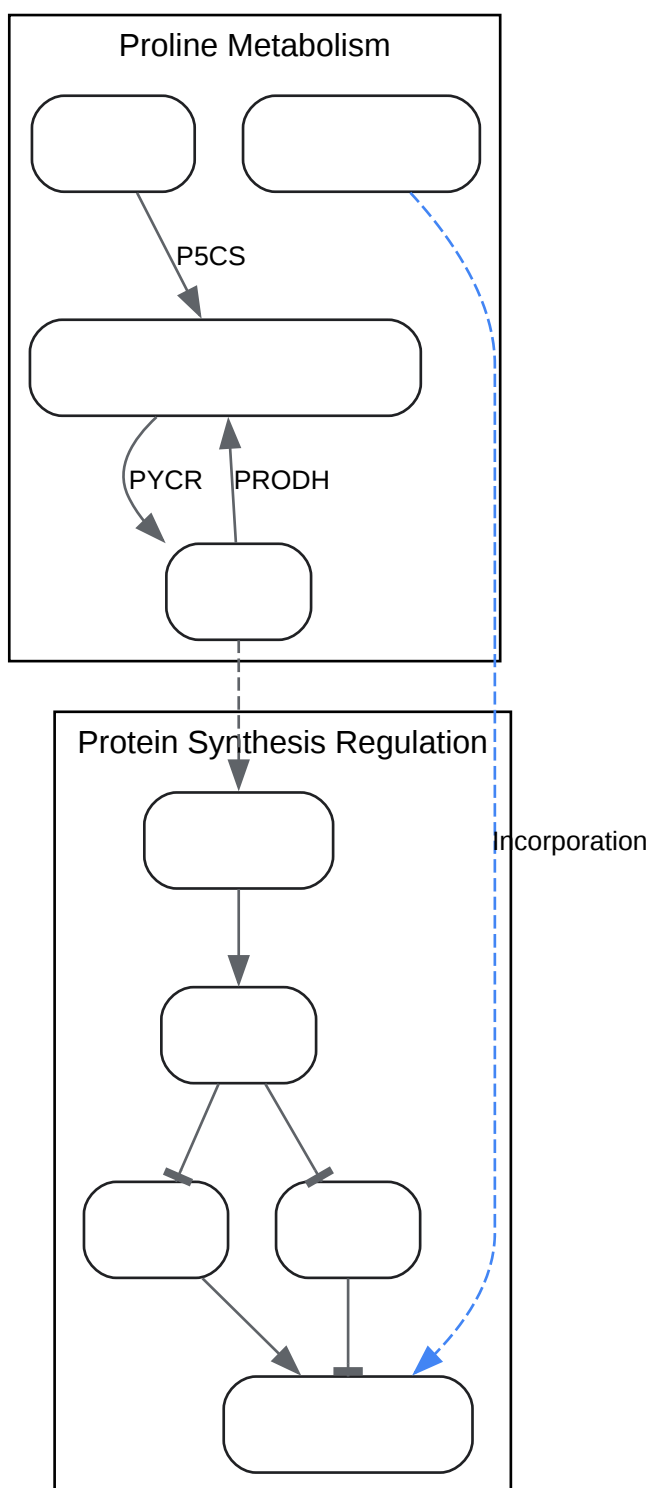 Proline Metabolism
P5CS
PYCR
PRODH
Protein Synthesis Regulation
Incorporation